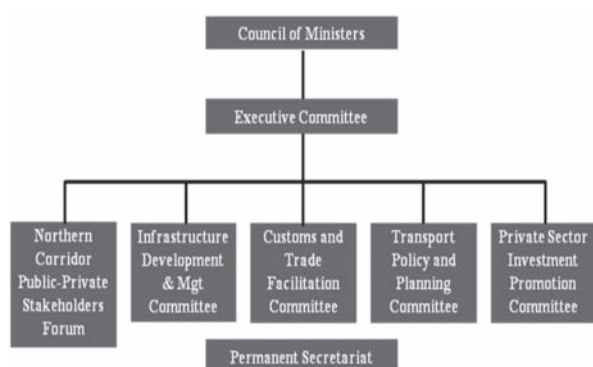 Council of Ministers
Executive Committee
Northern
Corridor
Public-Private
Stakeholders
Forum
Infrastructure
Development
& Mgt
Committee
Customs and
Trade
Facilitation
Committee
Transport
Policy and
Planning
Committee
Private Sector
Investment
Promotion
Committee
Permanent Secretariat